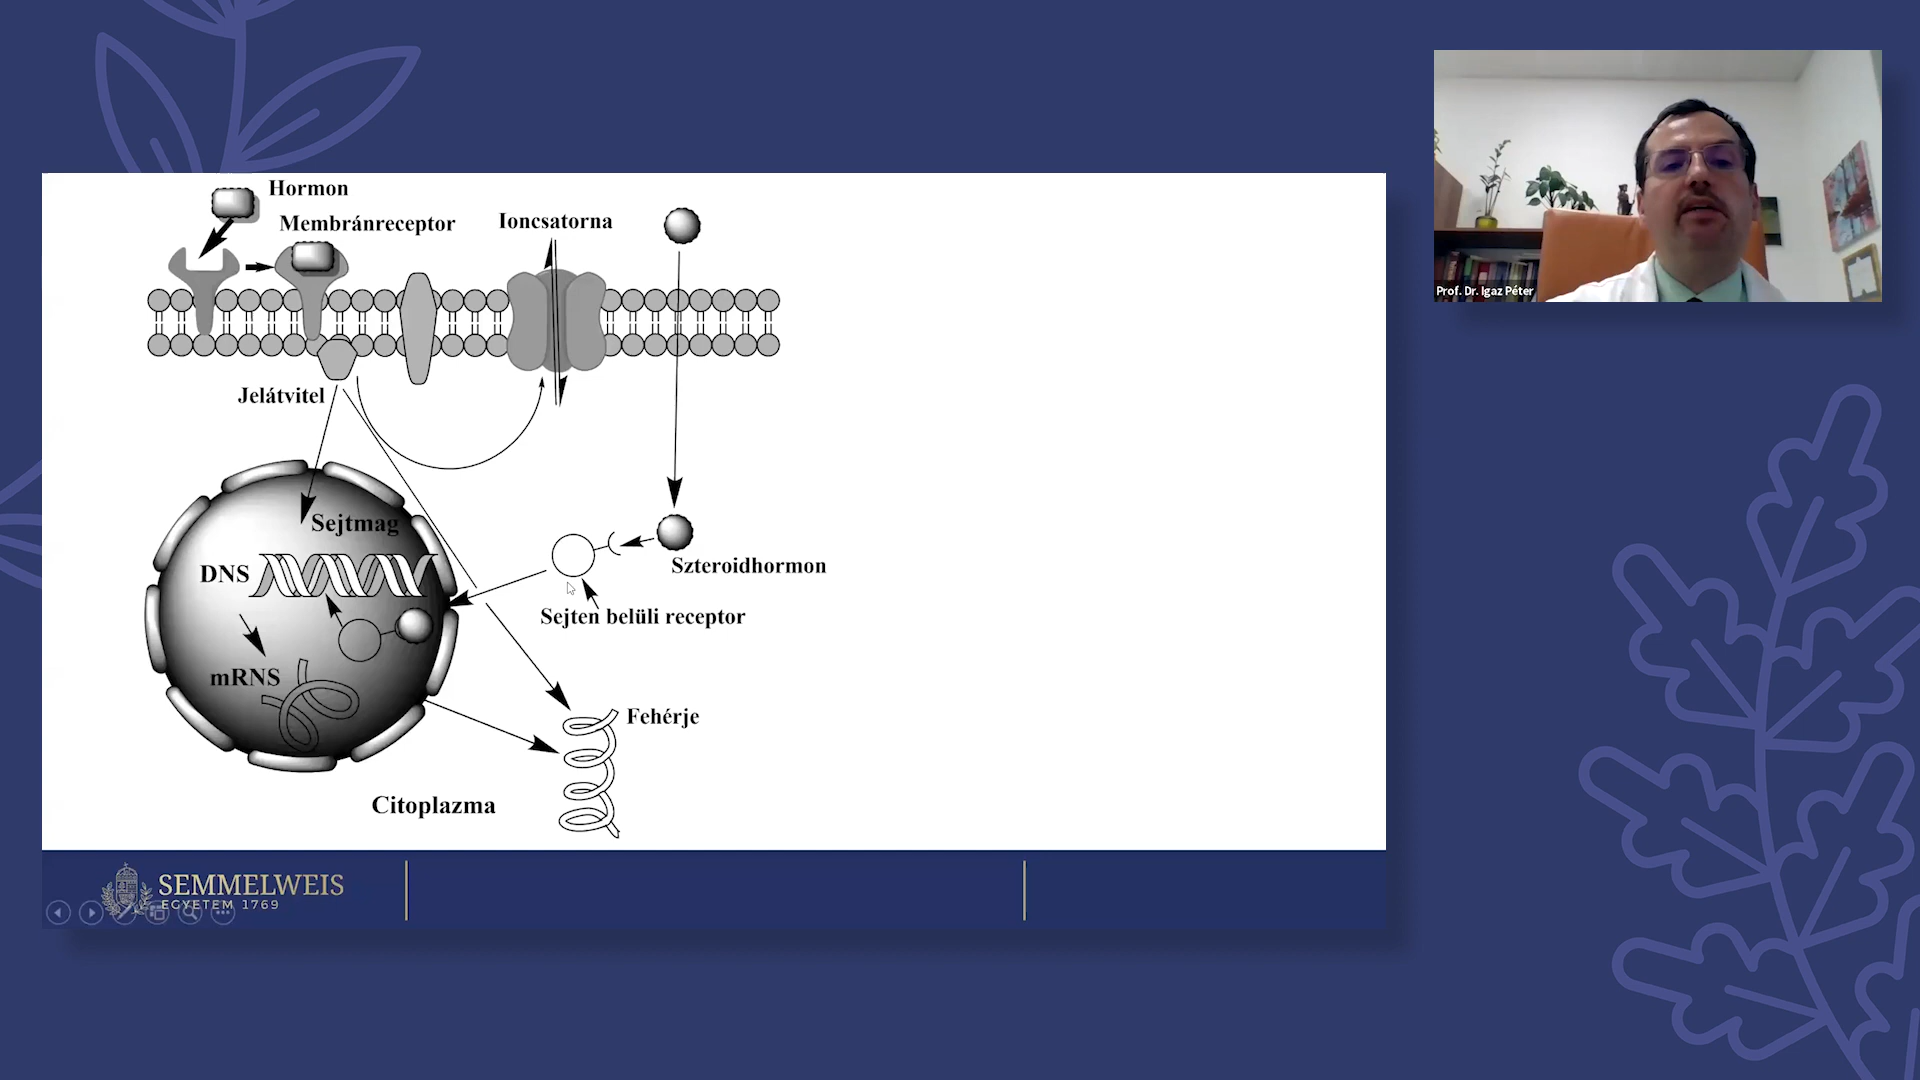 Hormon
Membránreceptor
Ioncsatorna
Jelátvitel
Sejtmag
DNS
Szteroidhormon
Sejten belüli receptor
mRNS
Fehérje
Citoplazma
SEMMELWEIS
EGYETEM 1769
Prof. Dr. Igaz Péter